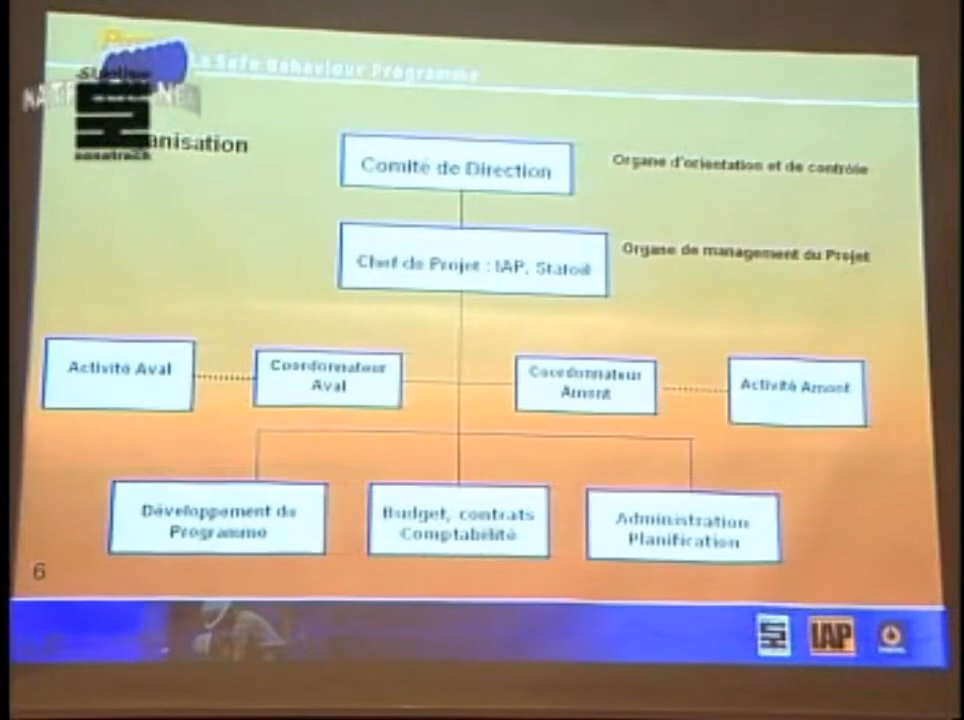 Le Safe Behaviour Programme
sonatrach
anisation
Comité de Direction
Organe d'orientation et de contrôle
Chef de Projet : IAP, Statoil
Organe de management du Projet
Activité Aval
Coordonnateur
Aval
Coordonnateur
Amont
Activité Amont
Développement du
Programme
Budget, contrats
Comptabilité
Administration
Planification
6
IAP